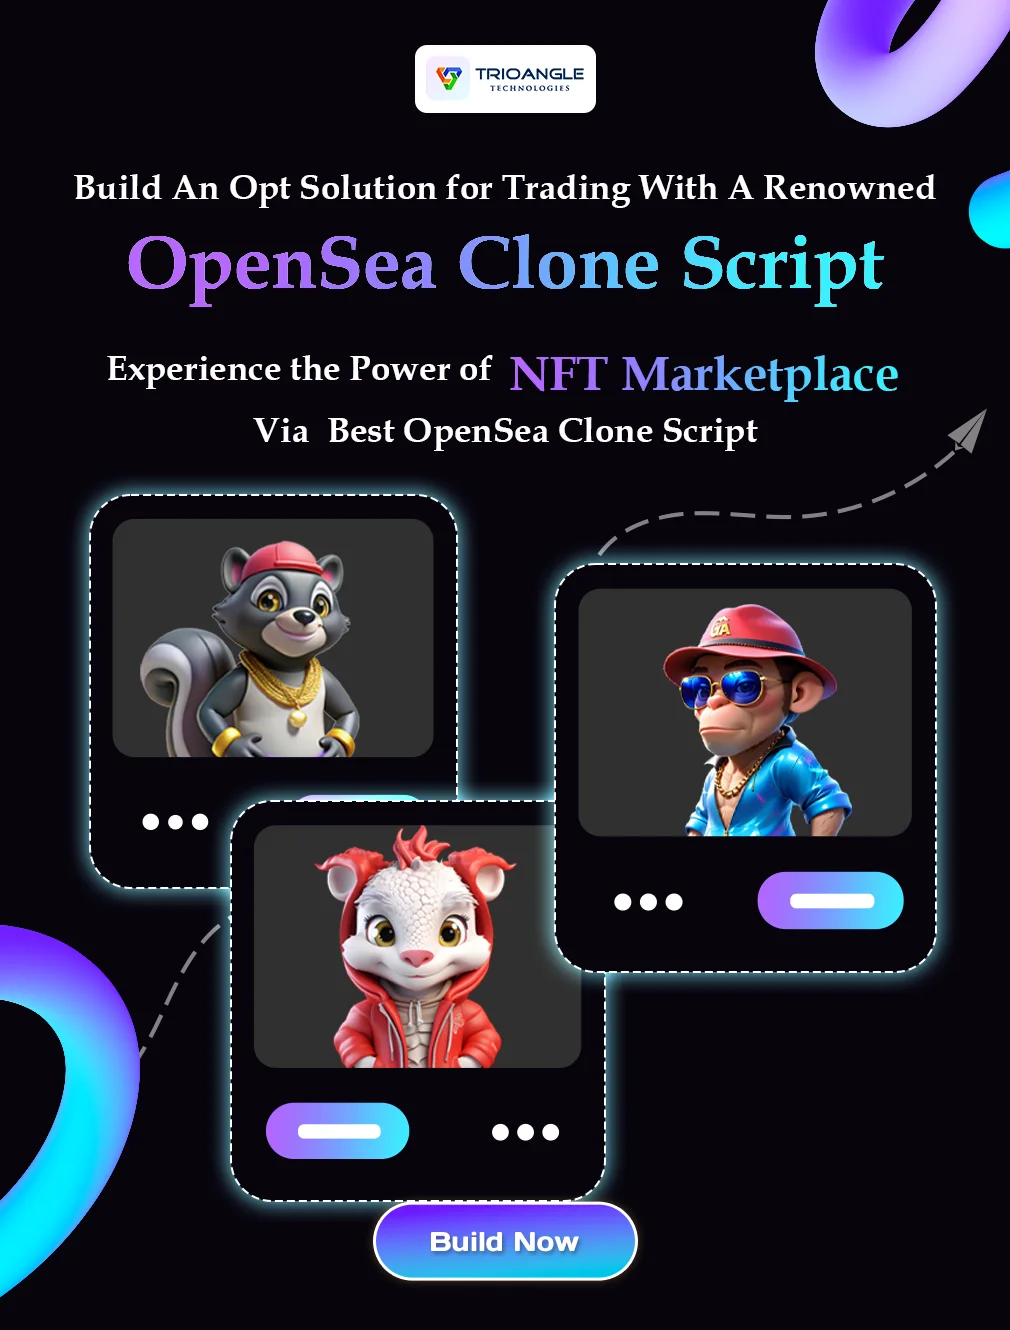 TRIOANGLE
TECHNOLOGIES
Build An Opt Solution for Trading With A Renowned
OpenSea Clone Script
Experience the Power of NFT Marketplace
Via Best OpenSea Clone Script
GA
Build Now